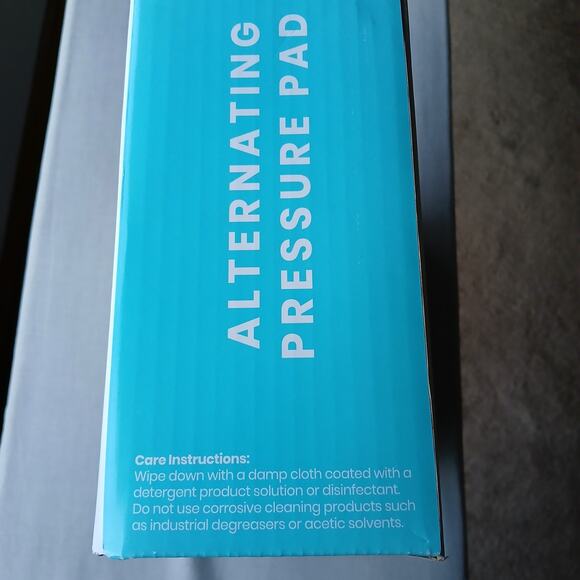 ALTERNATING
PRESSURE PAD
Care Instructions:
Wipe down with a damp cloth coated with a
detergent product solution or disinfectant.
Do not use corrosive cleaning products such
as industrial degreasers or acetic solvents.